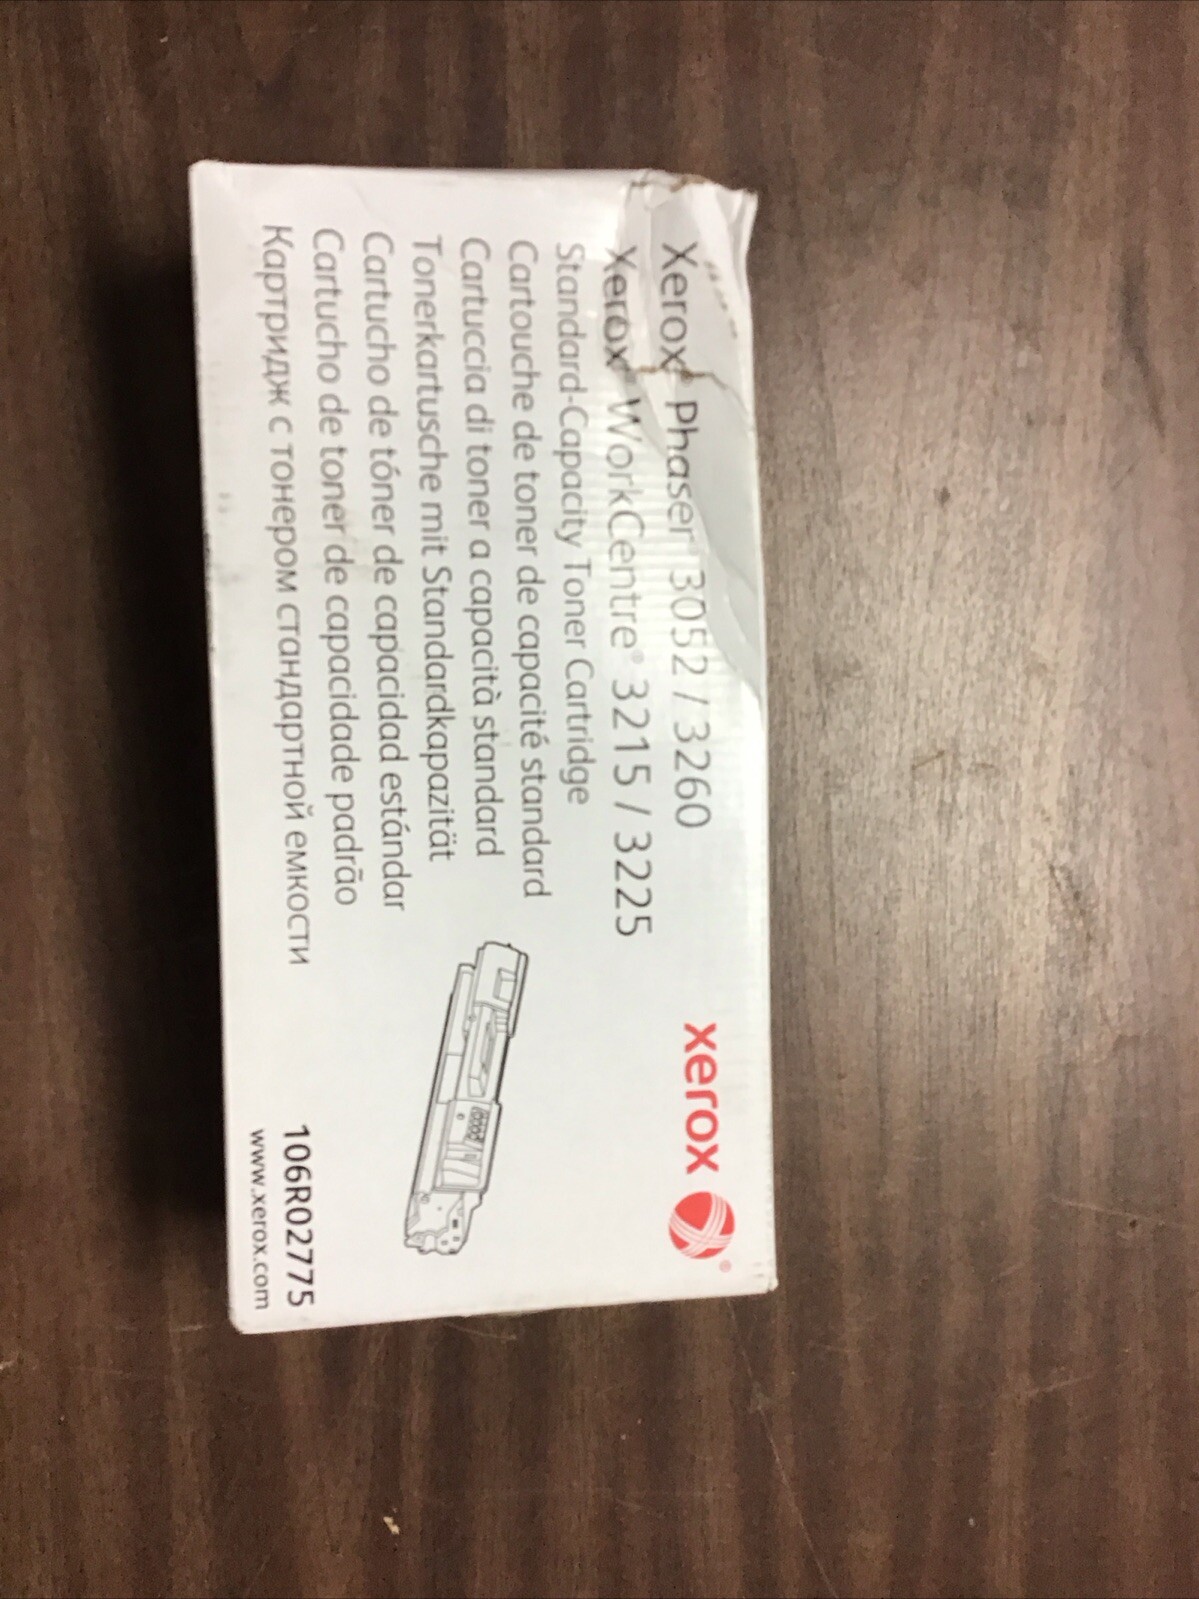 Xerox® Phaser® 3052 / 3260
Xerox® WorkCentre® 3215 / 3225
Standard-Capacity Toner Cartridge
Cartouche de toner de capacité standard
Cartuccia di toner a capacità standard
Tonerkartusche mit Standardkapazität
Cartucho de tóner de capacidad estándar
Cartucho de toner de capacidade padrão
Картридж с тонером стандартной емкости
xerox ®
106R02775
www.xerox.com